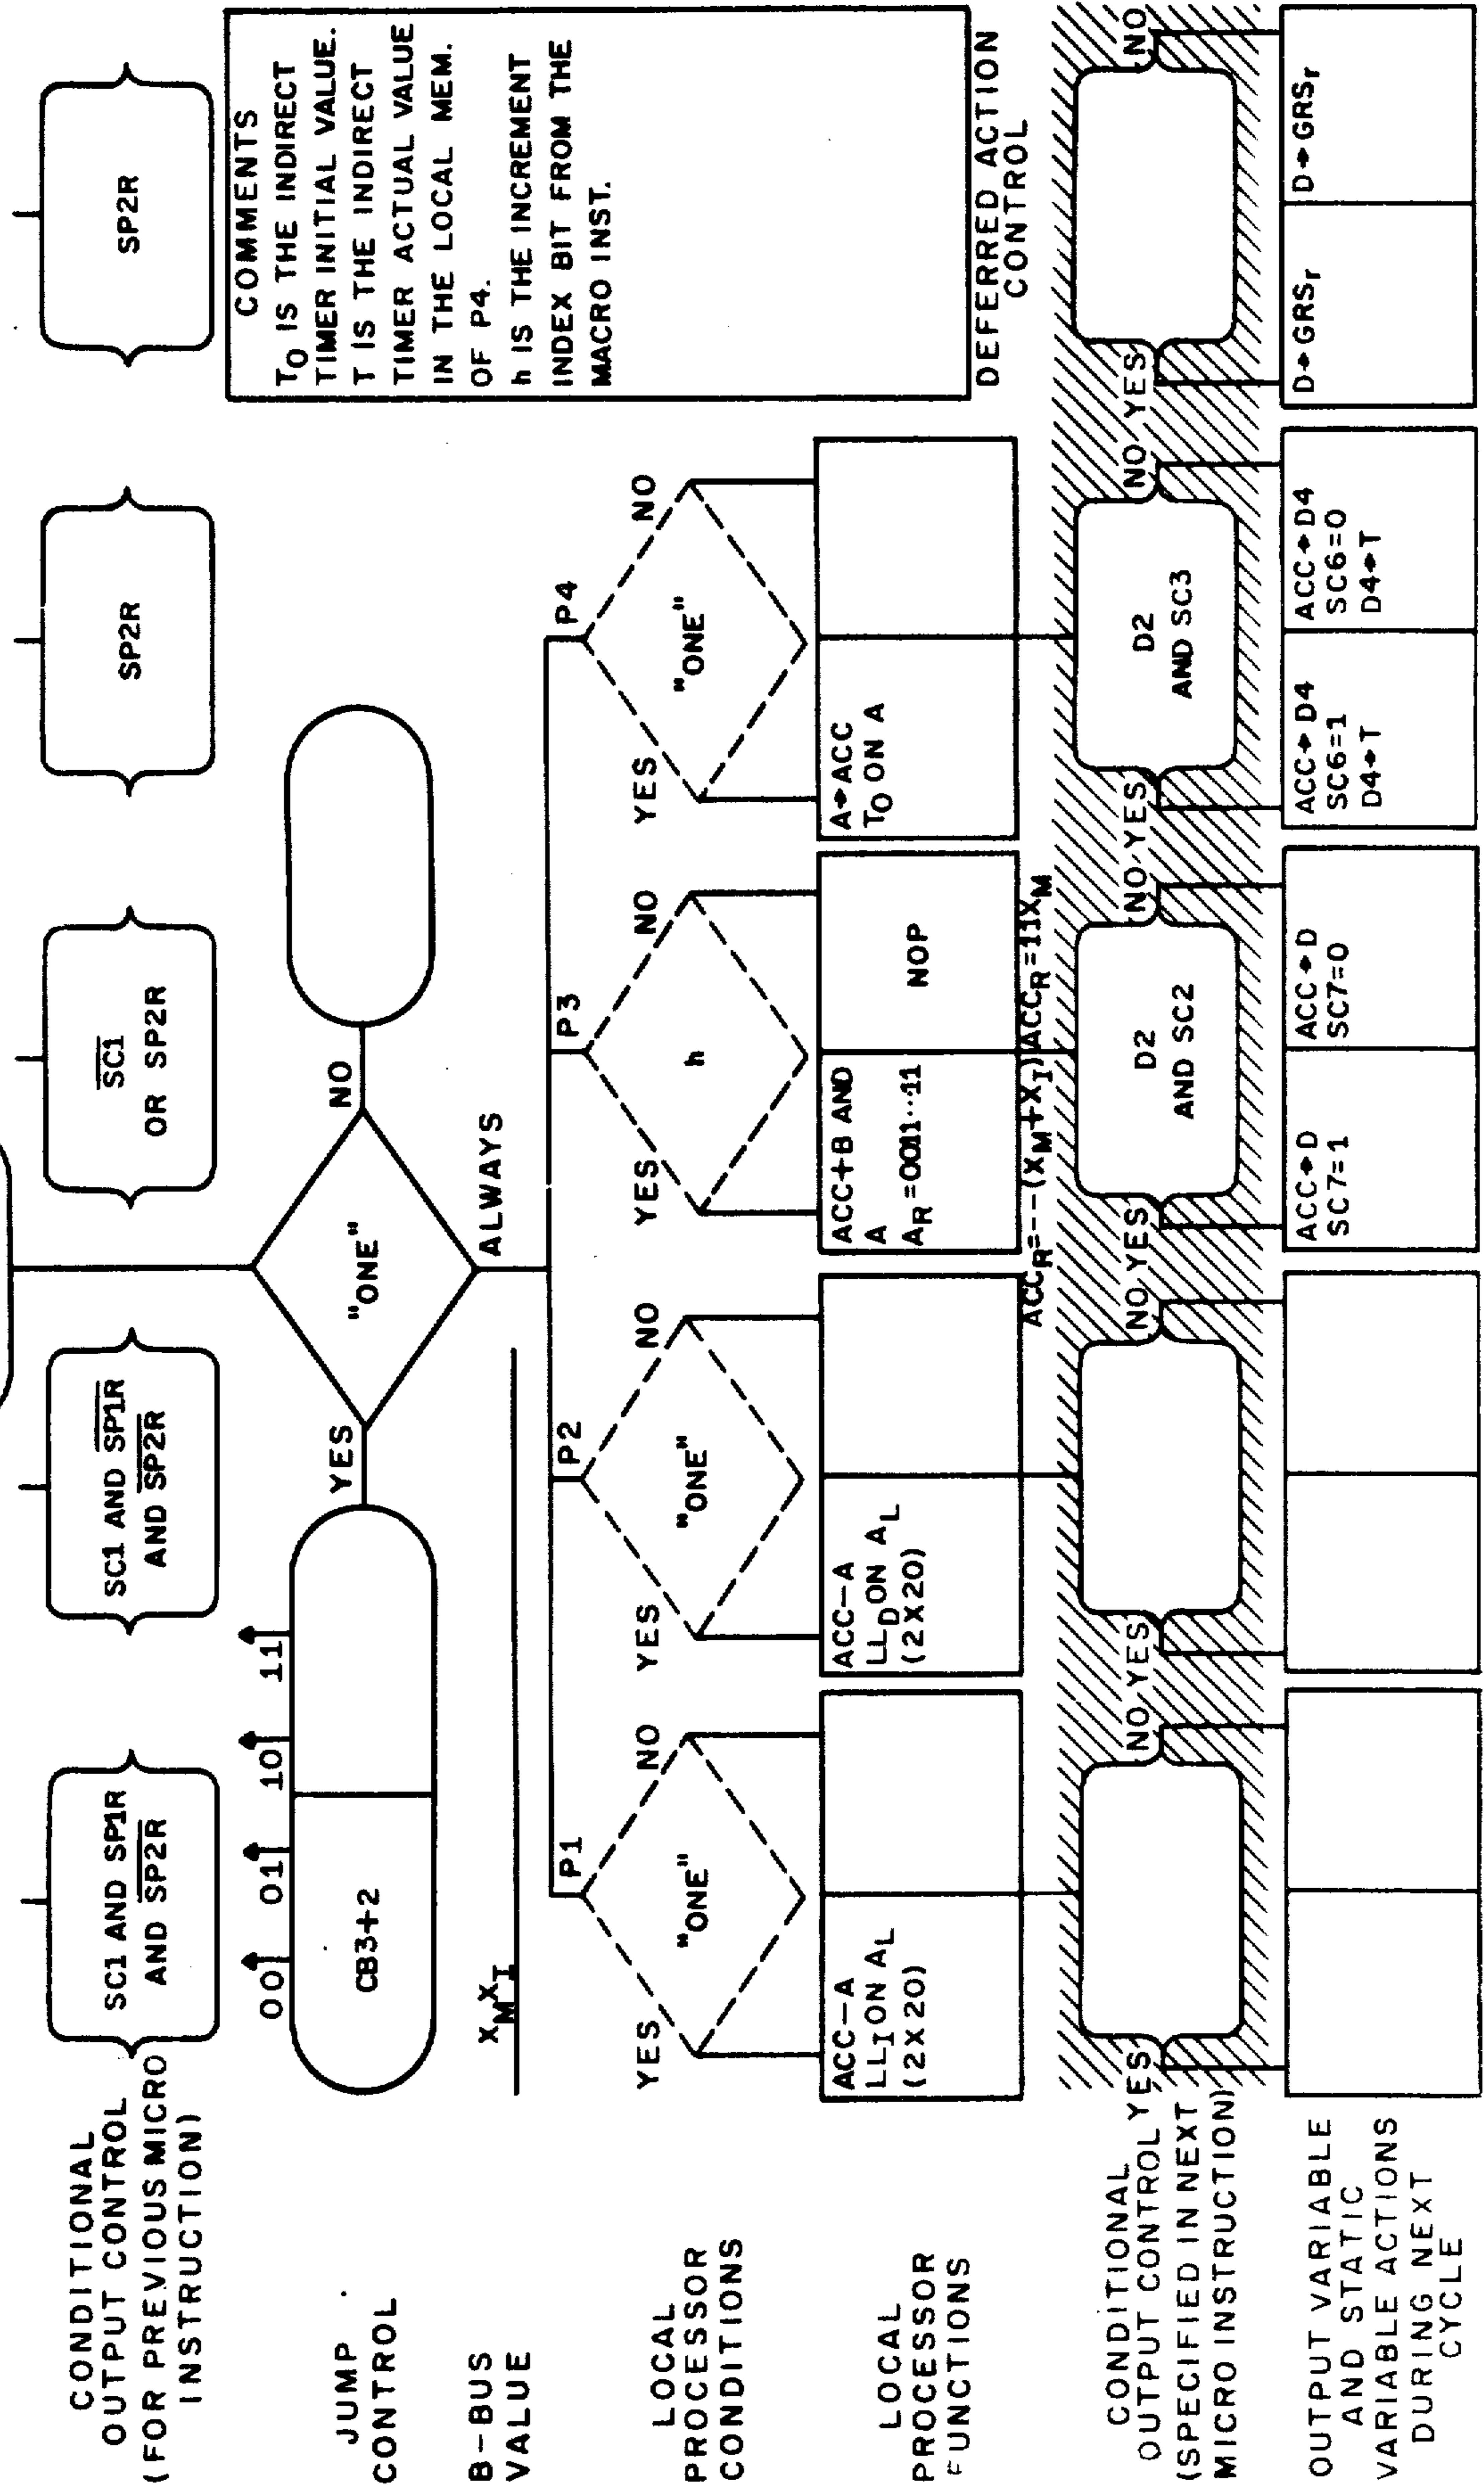 CONDITIONAL
OUTPUT CONTROL
(FOR PREVIOUS MICRO
INSTRUCTION)
SC1 AND SP1R
AND S̅P̅2̅R̅
SC1 AND S̅P̅1̅R̅
AND S̅P̅2̅R̅
S̅C̅1̅
OR SP2R
SP2R
SP2R
JUMP
CONTROL
00 01 10 11
CB3+2
YES
"ONE"
NO
ALWAYS
B-BUS
VALUE
XMXI
COMMENTS
TO IS THE INDIRECT
TIMER INITIAL VALUE.
T IS THE INDIRECT
TIMER ACTUAL VALUE
IN THE LOCAL MEM.
OF P4.
h IS THE INCREMENT
INDEX BIT FROM THE
MACRO INST.
LOCAL
PROCESSOR
CONDITIONS
P1
YES "ONE" NO
P2
YES "ONE" NO
P3
YES h NO
P4
YES "ONE" NO
LOCAL
PROCESSOR
FUNCTIONS
ACC-A
LLI ON AL
(2X20)
ACC-A
LLD ON AL
(2X20)
ACC+B AND
A
AR=0011··11
NOP
A→ACC
TO ON A
ACCR=--(XM+XI)
ACCR=11XM
DEFERRED ACTION
CONTROL
CONDITIONAL
OUTPUT CONTROL
(SPECIFIED IN NEXT
MICRO INSTRUCTION)
YES NO
YES NO
YES D2
AND SC2 NO
YES D2
AND SC3 NO
YES NO
OUTPUT VARIABLE
AND STATIC
VARIABLE ACTIONS
DURING NEXT
CYCLE
ACC→D
SC7=1
ACC→D
SC7=0
ACC→D4
SC6=1
D4→T
ACC→D4
SC6=0
D4→T
D→GRSr
D→GRSr